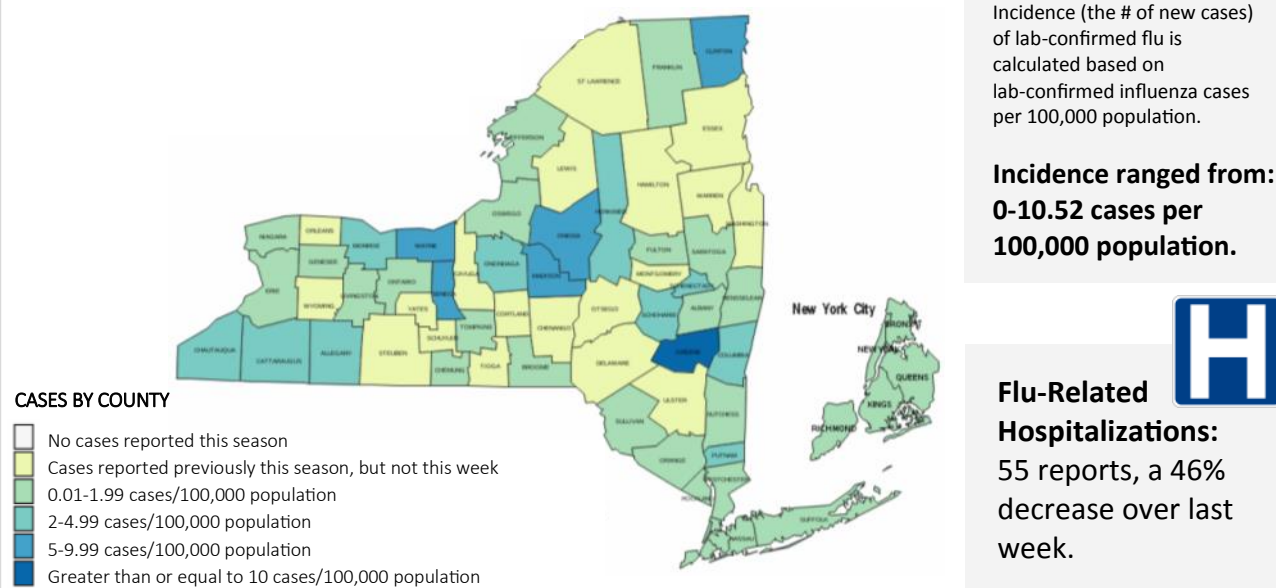 ST LAWRENCE
FRANKLIN
CLINTON
ESSEX
JEFFERSON
LEWIS
HAMILTON
WARREN
WASHINGTON
OSWEGO
ONEIDA
HERKIMER
FULTON
SARATOGA
NIAGARA
ORLEANS
MONROE
WAYNE
GENESEE
ONTARIO
SENECA
CAYUGA
ONONDAGA
MADISON
MONTGOMERY
SCHENECTADY
ERIE
WYOMING
LIVINGSTON
YATES
CORTLAND
CHENANGO
OTSEGO
SCHOHARIE
ALBANY
RENSSELAER
CHAUTAUQUA
CATTARAUGUS
ALLEGANY
STEUBEN
SCHUYLER
TOMPKINS
CHEMUNG
TIOGA
BROOME
DELAWARE
GREENE
COLUMBIA
ULSTER
SULLIVAN
DUTCHESS
ORANGE
PUTNAM
WESTCHESTER
ROCKLAND
NASSAU
SUFFOLK
New York City
BRONX
NEW YORK
QUEENS
KINGS
RICHMOND
CASES BY COUNTY
No cases reported this season
Cases reported previously this season, but not this week
0.01-1.99 cases/100,000 population
2-4.99 cases/100,000 population
5-9.99 cases/100,000 population
Greater than or equal to 10 cases/100,000 population
Incidence (the # of new cases)
of lab-confirmed flu is
calculated based on
lab-confirmed influenza cases
per 100,000 population.
Incidence ranged from:
0-10.52 cases per
100,000 population.
H
Flu-Related
Hospitalizations:
55 reports, a 46%
decrease over last
week.